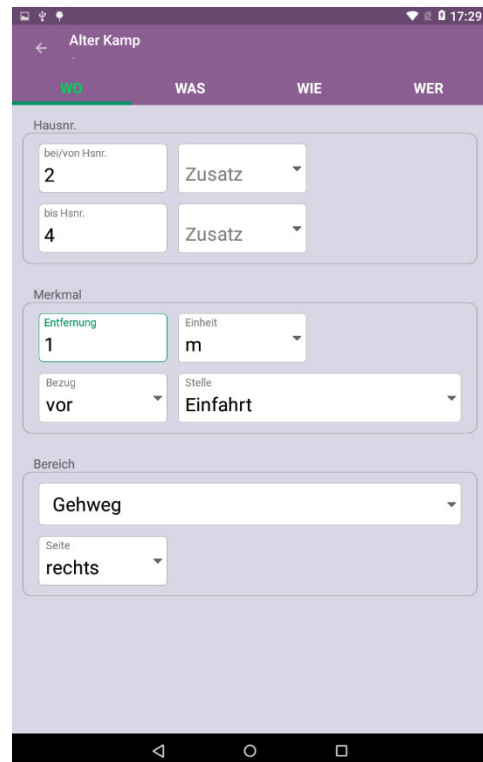 17:29
Alter Kamp
-
WO WAS WIE WER
Hausnr.
bei/von Hsnr.
2 Zusatz
bis Hsnr.
4 Zusatz
Merkmal
Entfernung Einheit
1 m
Bezug Stelle
vor Einfahrt
Bereich
Gehweg
Seite
rechts